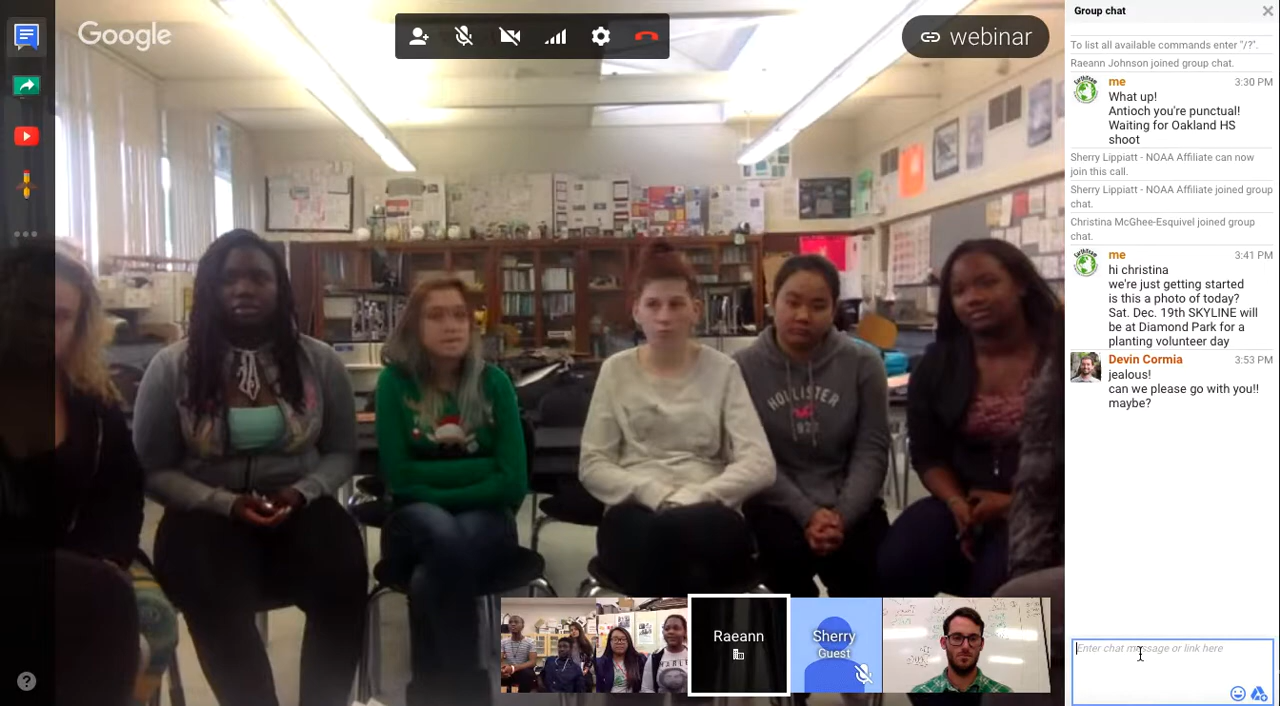 Google
webinar
Group chat
To list all available commands enter "/?".
Raeann Johnson joined group chat.
me 3:30 PM
What up!
Antioch you're punctual!
Waiting for Oakland HS
shoot
Sherry Lippiatt - NOAA Affiliate can now
join this call.
Sherry Lippiatt - NOAA Affiliate joined group
chat.
Christina McGhee-Esquivel joined group
chat.
me 3:41 PM
hi christina
we're just getting started
is this a photo of today?
Sat. Dec. 19th SKYLINE will
be at Diamond Park for a
planting volunteer day
Devin Cormia 3:53 PM
jealous!
can we please go with you!!
maybe?
HOLLISTER
Raeann
Sherry
Guest
Enter chat message or link here
?